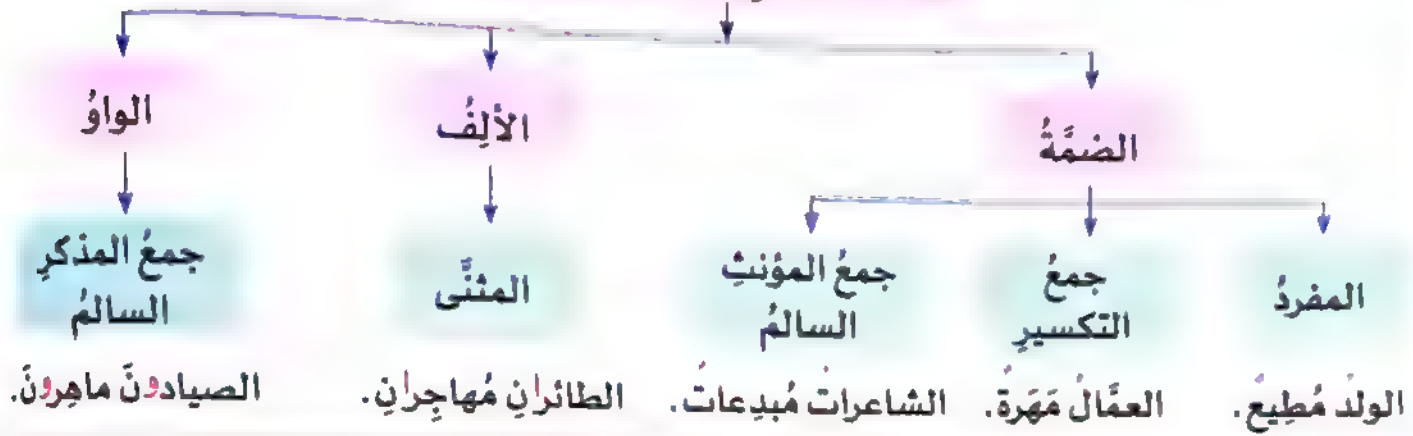 الضمَّةُ
الألِفُ
الواوُ
المفردُ
جمعُ
التكسيرِ
جمعُ المؤنثِ
السالمُ
المثنَّى
جمعُ المذكرِ
السالمُ
الولدُ مُطِيعٌ.
العمَّالُ مَهَرةٌ.
الشاعراتُ مُبدِعاتٌ.
الطائرانِ مُهاجِرانِ.
الصيادونَ ماهِرونَ.